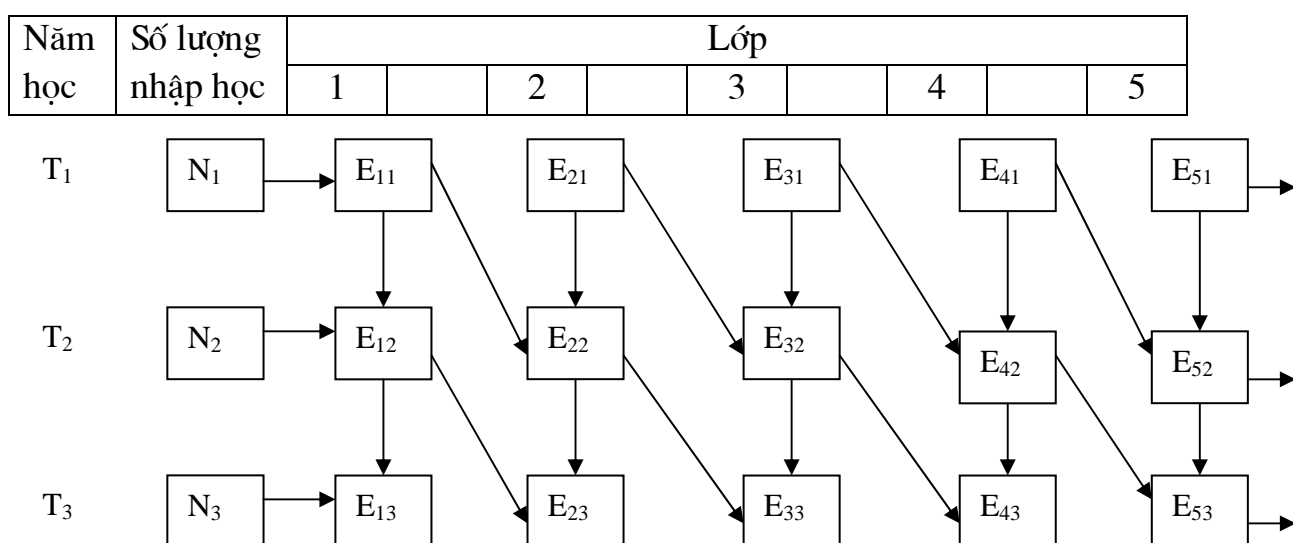 Năm Số lượng Lớp
học nhập học 1 2 3 4 5
T₁ N₁ E₁₁ E₂₁ E₃₁ E₄₁ E₅₁
T₂ N₂ E₁₂ E₂₂ E₃₂ E₄₂ E₅₂
T₃ N₃ E₁₃ E₂₃ E₃₃ E₄₃ E₅₃